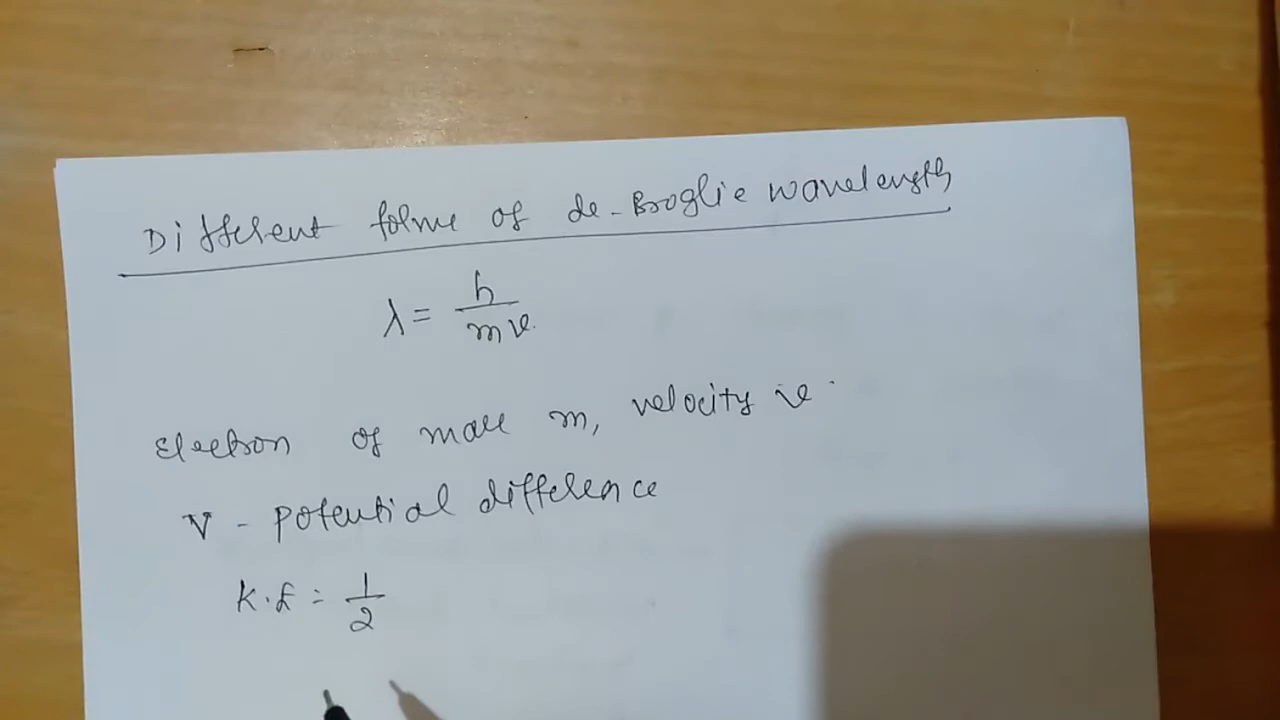 Different forms of de-Broglie wavelength
λ = h / mv
Electron of mass m, velocity v.
V - potential difference
K.E = 1/2